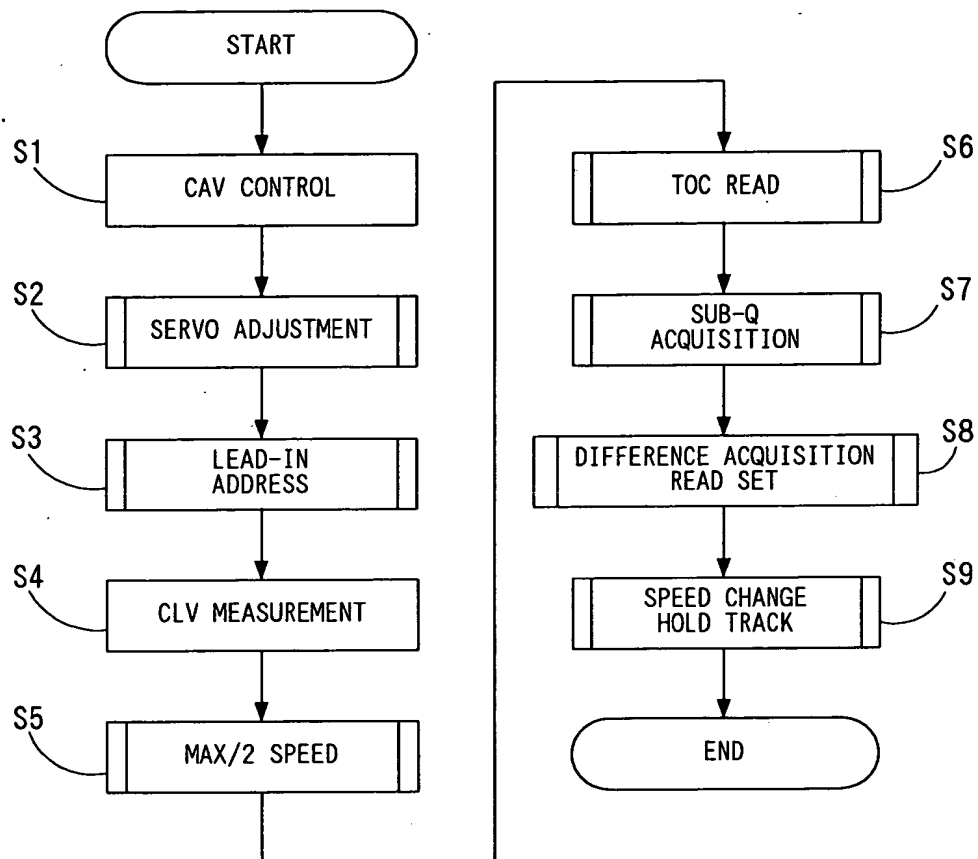 START
S1
CAV CONTROL
S2
SERVO ADJUSTMENT
S3
LEAD-IN
ADDRESS
S4
CLV MEASUREMENT
S5
MAX/2 SPEED
S6
TOC READ
S7
SUB-Q
ACQUISITION
S8
DIFFERENCE ACQUISITION
READ SET
S9
SPEED CHANGE
HOLD TRACK
END